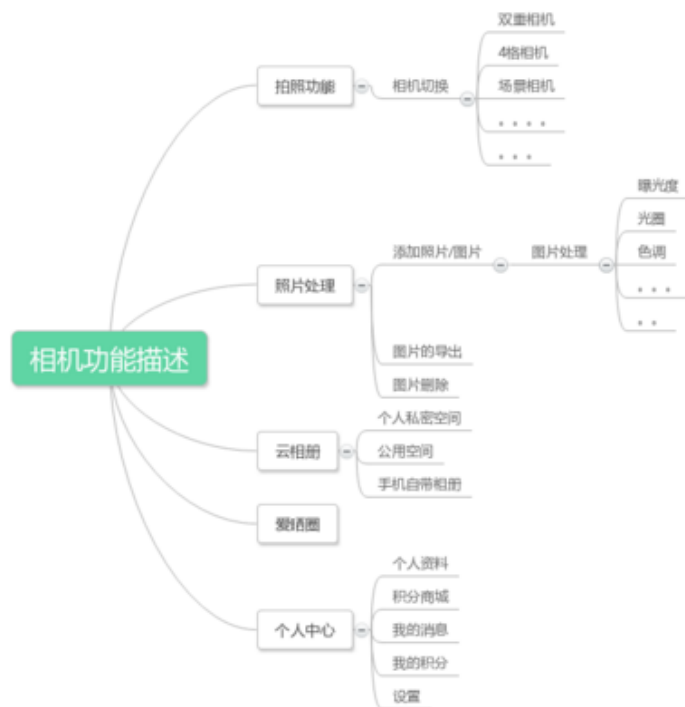 相机功能描述
拍照功能
相机切换
双重相机
4格相机
场景相机
....
...
照片处理
添加照片/图片
图片处理
曝光度
光圈
色调
...
..
图片的导出
图片删除
云相册
个人私密空间
公用空间
手机自带相册
爱晒圈
个人中心
个人资料
积分商城
我的消息
我的积分
设置